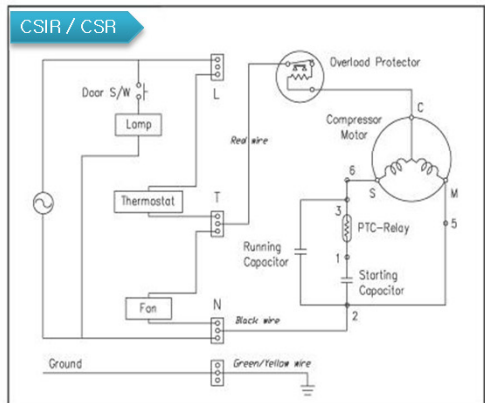 CSIR / CSR
Door S/W
Lamp
L
Overload Protector
Red wire
C
Compressor
Motor
6
S
M
Thermostat
T
3
PTC-Relay
5
Running
Capacitor
1
Starting
Capacitor
Fan
N
Black wire
2
Ground
Green/Yellow wire